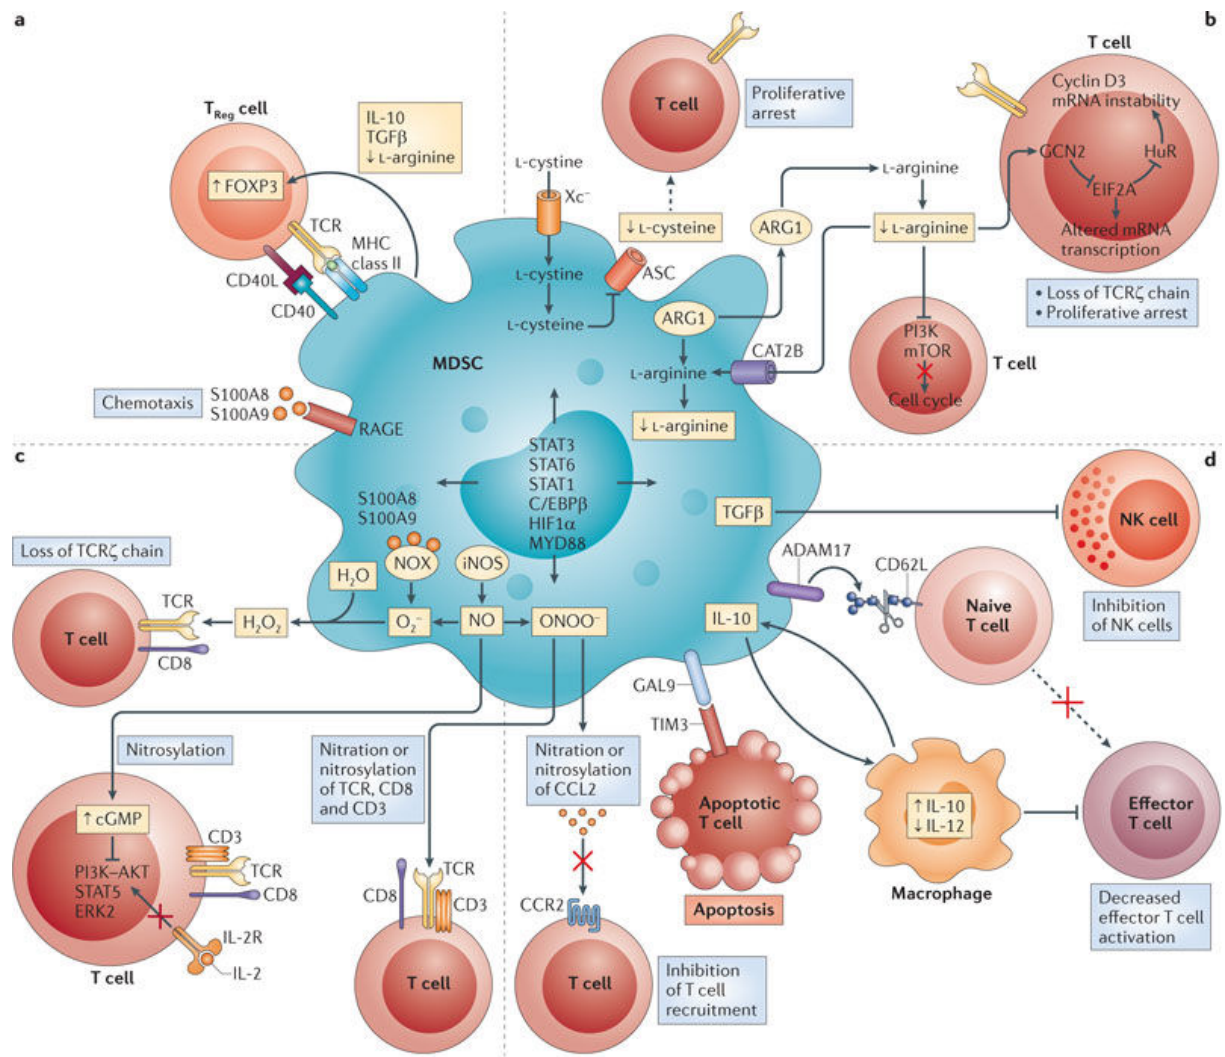 a
b
T cell
Cyclin D3
mRNA instability
GCN2
HuR
EIF2A
Altered mRNA
transcription
• Loss of TCRζ chain
• Proliferative arrest
T cell
Proliferative
arrest
TReg cell
↑ FOXP3
IL-10
TGFβ
↓ L-arginine
TCR
MHC
class II
CD40L
CD40
L-cystine
Xc⁻
L-cystine
L-cysteine
↓ L-cysteine
ASC
ARG1
L-arginine
↓ L-arginine
ARG1
L-arginine
↓ L-arginine
CAT2B
PI3K
mTOR
Cell cycle
T cell
MDSC
Chemotaxis
S100A8
S100A9
RAGE
STAT3
STAT6
STAT1
C/EBPβ
HIF1α
MYD88
c
d
S100A8
S100A9
NOX
iNOS
H₂O
O₂⁻
NO
ONOO⁻
H₂O₂
Loss of TCRζ chain
TCR
T cell
CD8
Nitrosylation
↑ cGMP
PI3K–AKT
STAT5
ERK2
CD3
TCR
CD8
IL-2R
IL-2
T cell
Nitration or
nitrosylation
of TCR, CD8
and CD3
TCR
CD8
CD3
T cell
Nitration or
nitrosylation
of CCL2
CCR2
T cell
Inhibition
of T cell
recruitment
TGFβ
NK cell
Inhibition
of NK cells
ADAM17
CD62L
Naive
T cell
IL-10
GAL9
TIM3
Apoptotic
T cell
Apoptosis
↑ IL-10
↓ IL-12
Macrophage
Effector
T cell
Decreased
effector T cell
activation